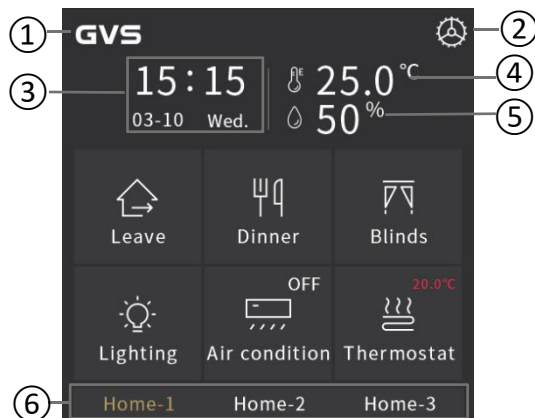 ① GVS ②
③ 15:15 25.0℃ ④
03-10 Wed. 50% ⑤
Leave Dinner Blinds
OFF 20.0℃
Lighting Air condition Thermostat
⑥ Home-1 Home-2 Home-3